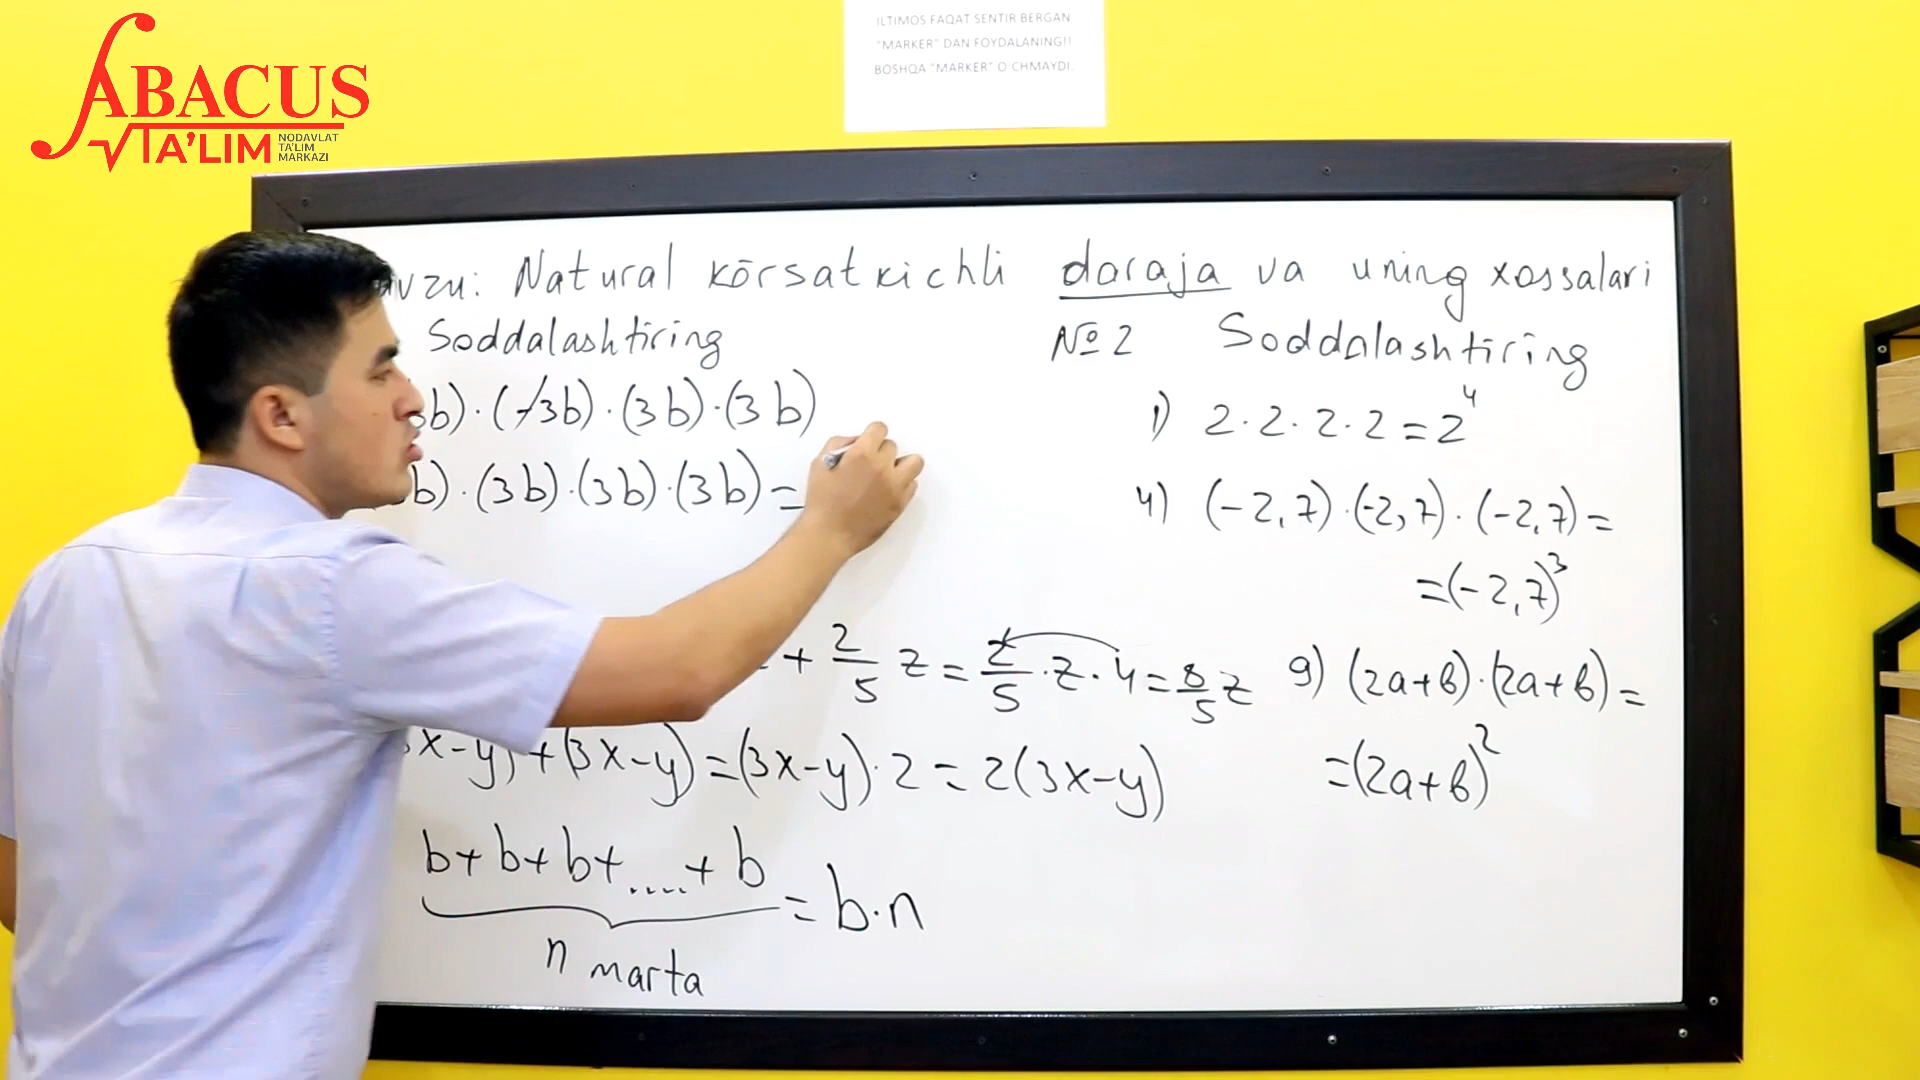 ILTIMOS FAQAT SENTIR BERGAN
"MARKER" DAN FOYDALANING!!
BOSHQA "MARKER" O'CHMAYDI.
ABACUS
TA'LIM
NODAVLAT
TA'LIM
MARKAZI
vzu: Natural kōrsatkichli daraja va uning xossalari
Soddalashtiring
b) · (-3b) · (3b) · (3b)
b) · (3b) · (3b) · (3b) =
+ 2/5 z = 2/5 · z · 4 = 8/5 z
x-y) + (3x-y) = (3x-y) · 2 = 2(3x-y)
b+b+b+....+b = b·n
n marta
№ 2 Soddalashtiring
1) 2·2·2·2 = 2⁴
4) (-2,7)·(-2,7)·(-2,7) =
= (-2,7)³
9) (2a+b)·(2a+b) =
= (2a+b)²